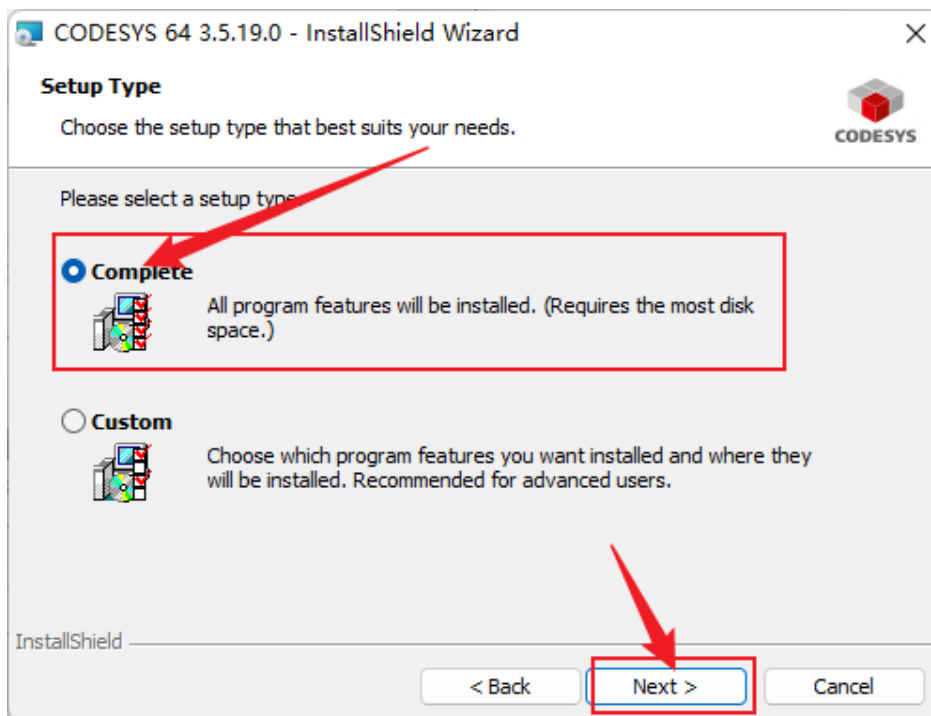 CODESYS 64 3.5.19.0 - InstallShield Wizard
Setup Type
Choose the setup type that best suits your needs.
CODESYS
Please select a setup type.
Complete
All program features will be installed. (Requires the most disk
space.)
Custom
Choose which program features you want installed and where they
will be installed. Recommended for advanced users.
InstallShield
< Back
Next >
Cancel